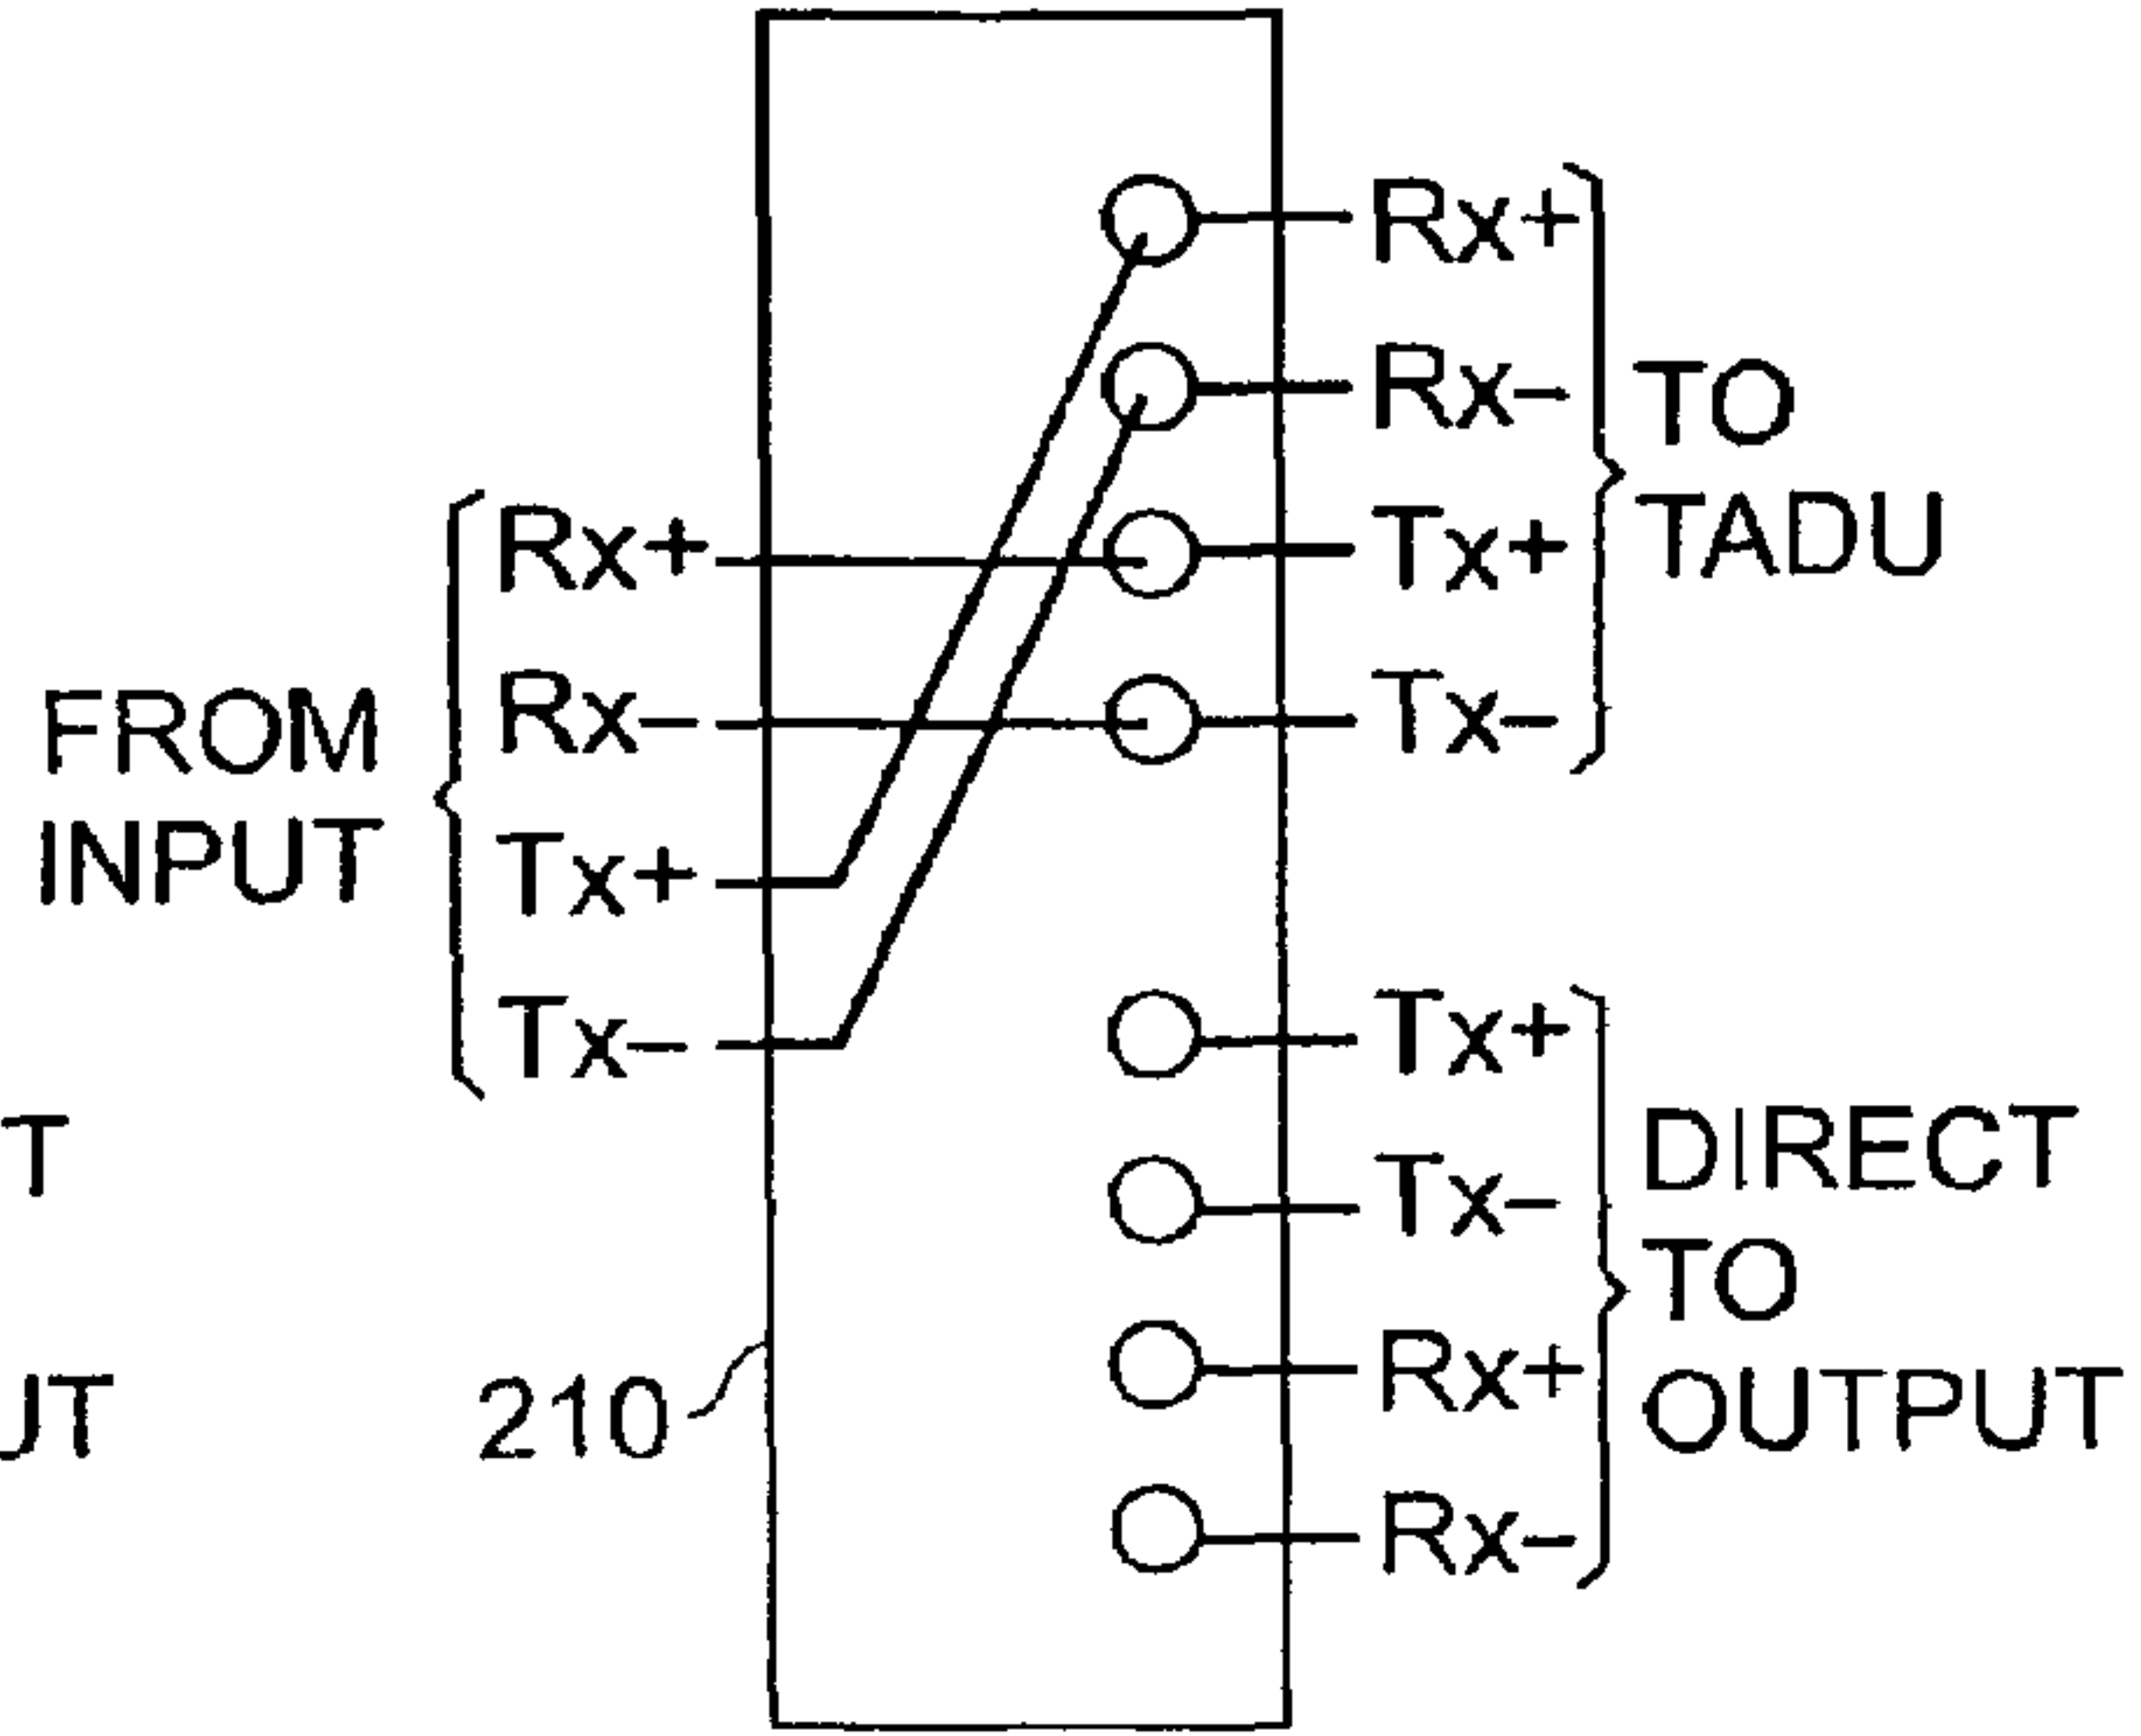 Rx+
Rx–
TO
TADU
Tx+
Tx–
Rx+
Rx–
Tx+
Tx–
FROM
INPUT
Tx+
Tx–
Rx+
Rx–
DIRECT
TO
OUTPUT
T
UT
210